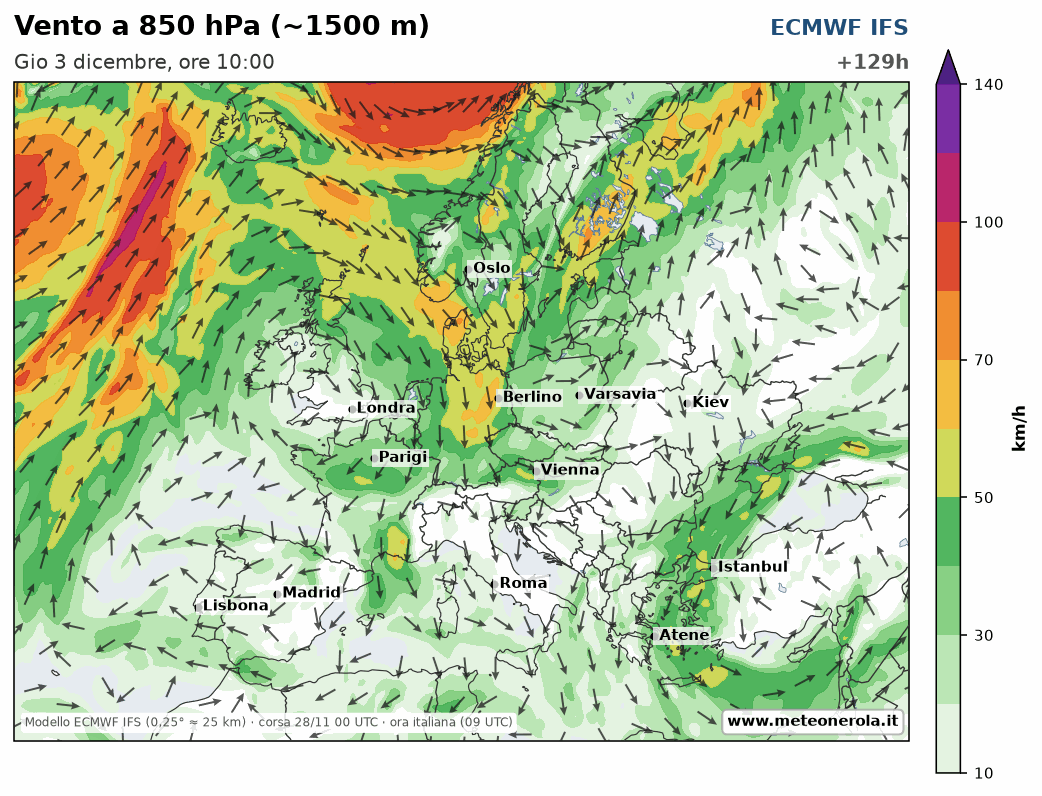 Vento a 850 hPa (~1500 m)
ECMWF IFS
Gio 3 dicembre, ore 10:00
+129h
140
100
70
50
30
10
km/h
Oslo
Berlino
Varsavia
Kiev
Londra
Parigi
Vienna
Istanbul
Roma
Madrid
Lisbona
Atene
Modello ECMWF IFS (0,25° ≈ 25 km) · corsa 28/11 00 UTC · ora italiana (09 UTC)
www.meteonerola.it